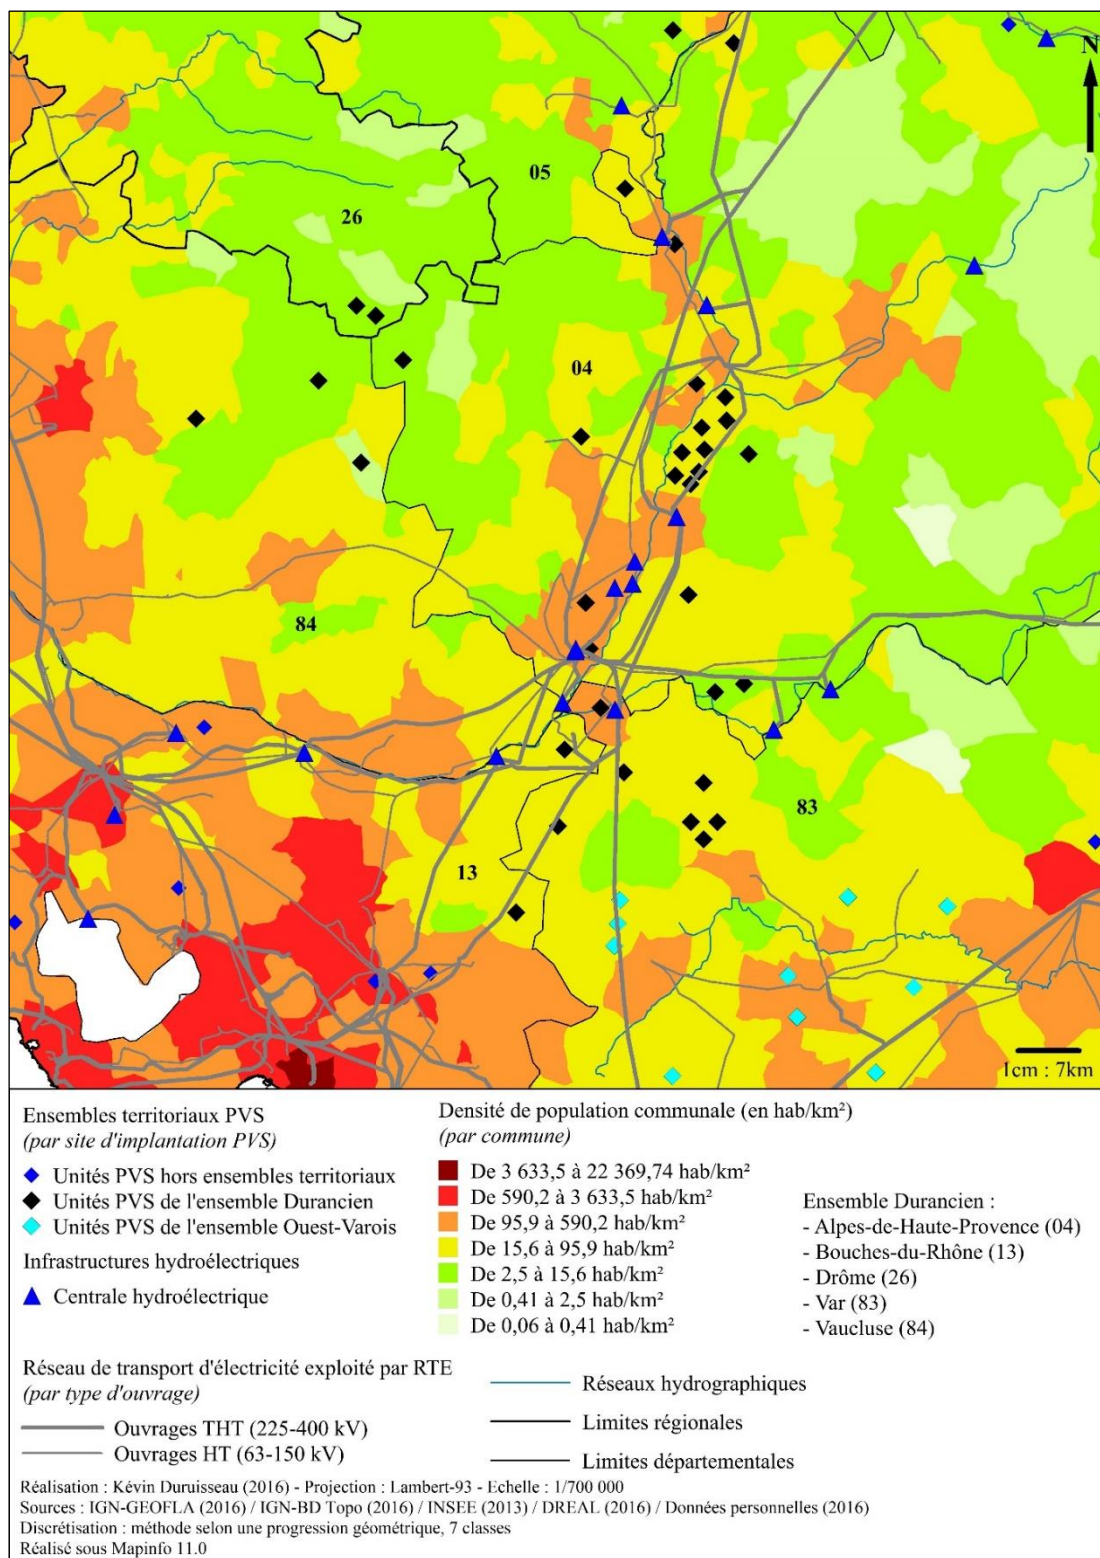 N
05
26
04
84
83
13
1cm : 7km
Ensembles territoriaux PVS
(par site d'implantation PVS)
Unités PVS hors ensembles territoriaux
Unités PVS de l'ensemble Durancien
Unités PVS de l'ensemble Ouest-Varois
Infrastructures hydroélectriques
Centrale hydroélectrique
Densité de population communale (en hab/km²)
(par commune)
De 3 633,5 à 22 369,74 hab/km²
De 590,2 à 3 633,5 hab/km²
De 95,9 à 590,2 hab/km²
De 15,6 à 95,9 hab/km²
De 2,5 à 15,6 hab/km²
De 0,41 à 2,5 hab/km²
De 0,06 à 0,41 hab/km²
Ensemble Durancien :
- Alpes-de-Haute-Provence (04)
- Bouches-du-Rhône (13)
- Drôme (26)
- Var (83)
- Vaucluse (84)
Réseau de transport d'électricité exploité par RTE
(par type d'ouvrage)
Ouvrages THT (225-400 kV)
Ouvrages HT (63-150 kV)
Réseaux hydrographiques
Limites régionales
Limites départementales
Réalisation : Kévin Duruisseau (2016) - Projection : Lambert-93 - Echelle : 1/700 000
Sources : IGN-GEOFLA (2016) / IGN-BD Topo (2016) / INSEE (2013) / DREAL (2016) / Données personnelles (2016)
Discrétisation : méthode selon une progression géométrique, 7 classes
Réalisé sous Mapinfo 11.0